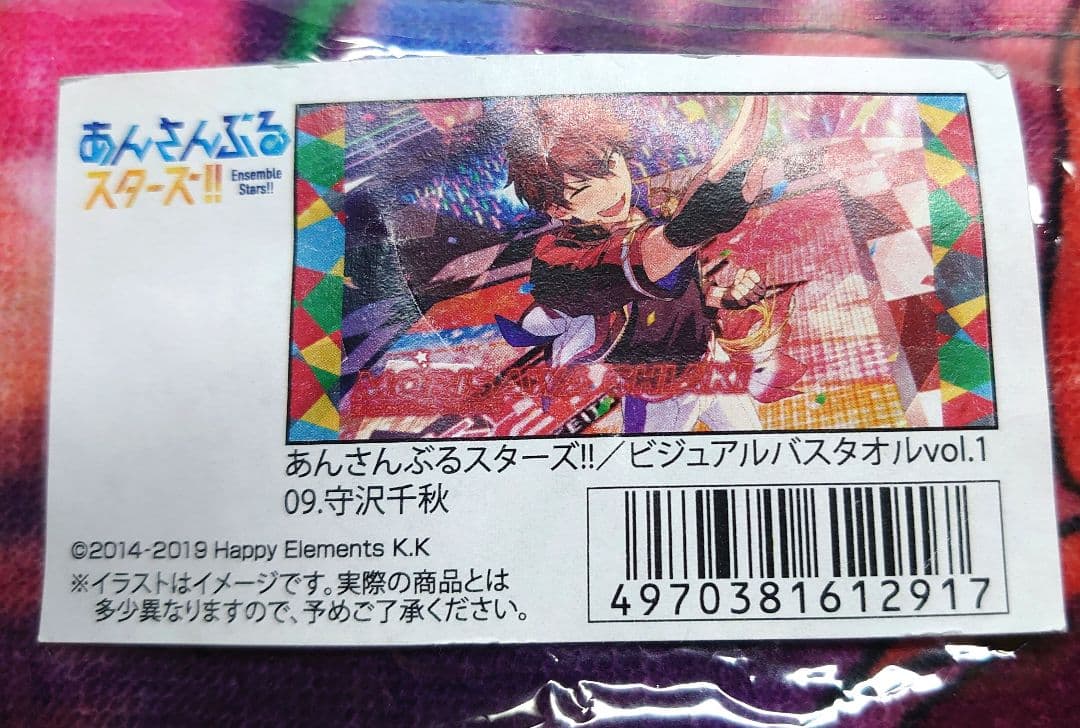 あんさんぶる
スターズ!!
Ensemble
Stars!!
MORISAWA CHIAKI
あんさんぶるスターズ!!／ビジュアルバスタオルvol.1
09.守沢千秋
©2014-2019 Happy Elements K.K
※イラストはイメージです。実際の商品とは
多少異なりますので、予めご了承ください。
4970381612917